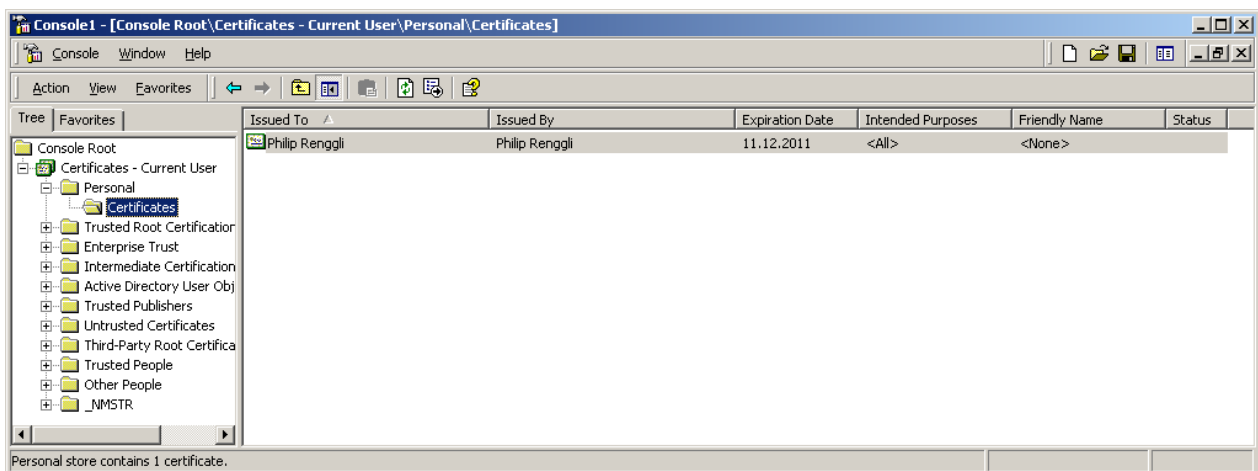 Console1 - [Console Root\Certificates - Current User\Personal\Certificates]
Console Window Help
Action View Favorites
Tree Favorites
Issued To Issued By Expiration Date Intended Purposes Friendly Name Status
Philip Renggli Philip Renggli 11.12.2011 <All> <None>
Console Root
Certificates - Current User
Personal
Certificates
Trusted Root Certification
Enterprise Trust
Intermediate Certification
Active Directory User Obj
Trusted Publishers
Untrusted Certificates
Third-Party Root Certifica
Trusted People
Other People
_NMSTR
Personal store contains 1 certificate.